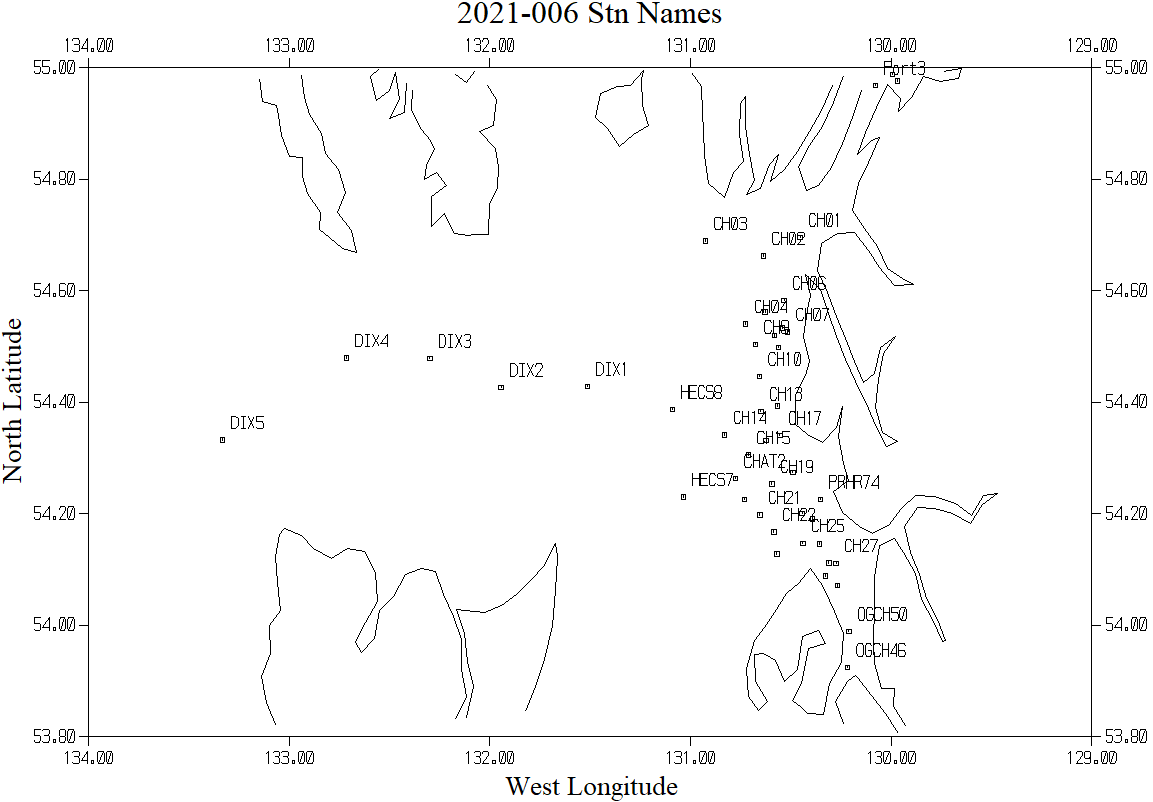 2021-006 Stn Names
134.00 133.00 132.00 131.00 130.00 129.00
55.00 55.00
Port3
54.80 54.80
CH03 CH01
CH02
54.60 54.60
CH06
CH04 CH07
CH9
DIX4 DIX3
CH10
DIX2 DIX1
HECS8 CH13
54.40 54.40
DIX5 CH14 CH17
CH15
CHAT2 CH19
HECS7 PRHR74
CH21
54.20 54.20
CH23 CH25
CH27
54.00 54.00
OGCH50
OGCH46
53.80 53.80
134.00 133.00 132.00 131.00 130.00 129.00
North Latitude
West Longitude